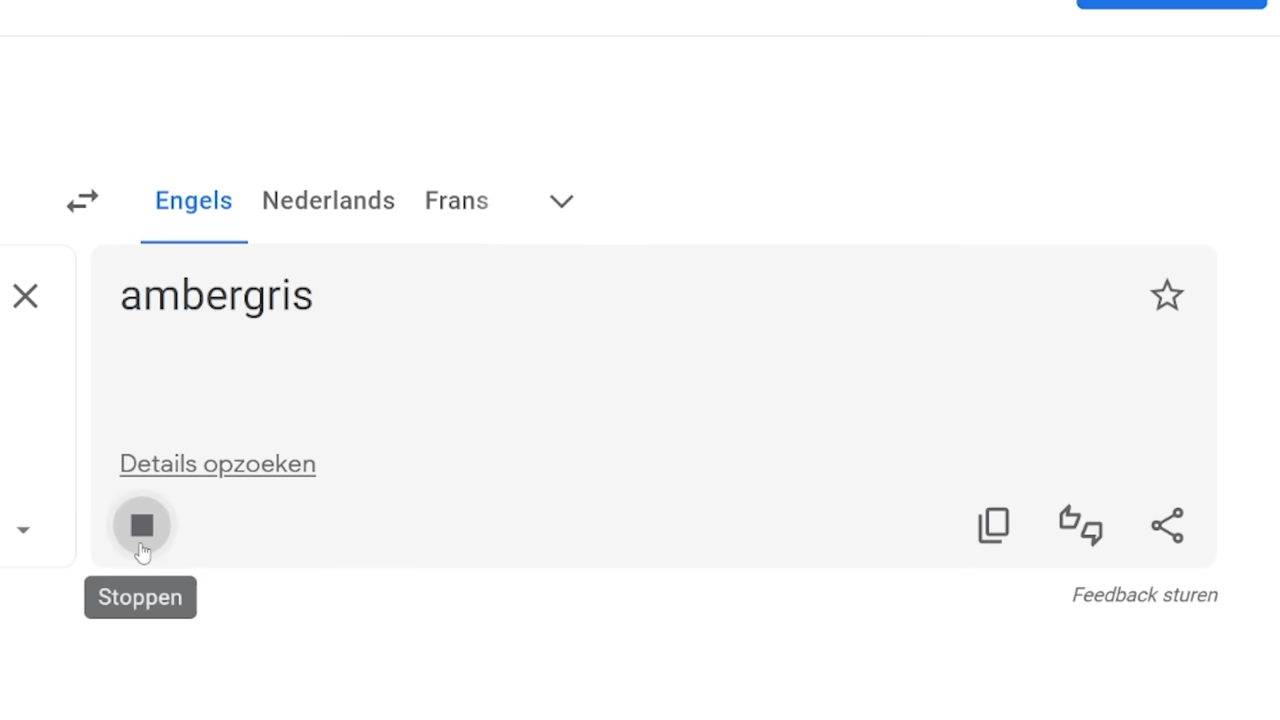 Engels Nederlands Frans
ambergris
Details opzoeken
Stoppen
Feedback sturen